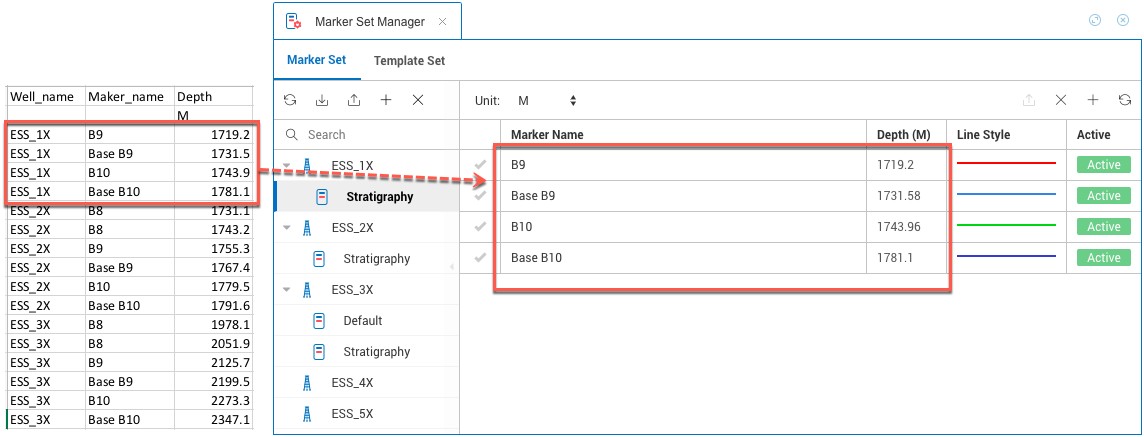 Well_name Maker_name Depth
M
ESS_1X B9 1719.2
ESS_1X Base B9 1731.5
ESS_1X B10 1743.9
ESS_1X Base B10 1781.1
ESS_2X B8 1731.1
ESS_2X B8 1743.2
ESS_2X B9 1755.3
ESS_2X Base B9 1767.4
ESS_2X B10 1779.5
ESS_2X Base B10 1791.6
ESS_3X B8 1978.1
ESS_3X B8 2051.9
ESS_3X B9 2125.7
ESS_3X Base B9 2199.5
ESS_3X B10 2273.3
ESS_3X Base B10 2347.1
Marker Set Manager
Marker Set Template Set
Unit: M
Search
ESS_1X
Stratigraphy
ESS_2X
Stratigraphy
ESS_3X
Default
Stratigraphy
ESS_4X
ESS_5X
Marker Name Depth (M) Line Style Active
B9 1719.2 Active
Base B9 1731.58 Active
B10 1743.96 Active
Base B10 1781.1 Active